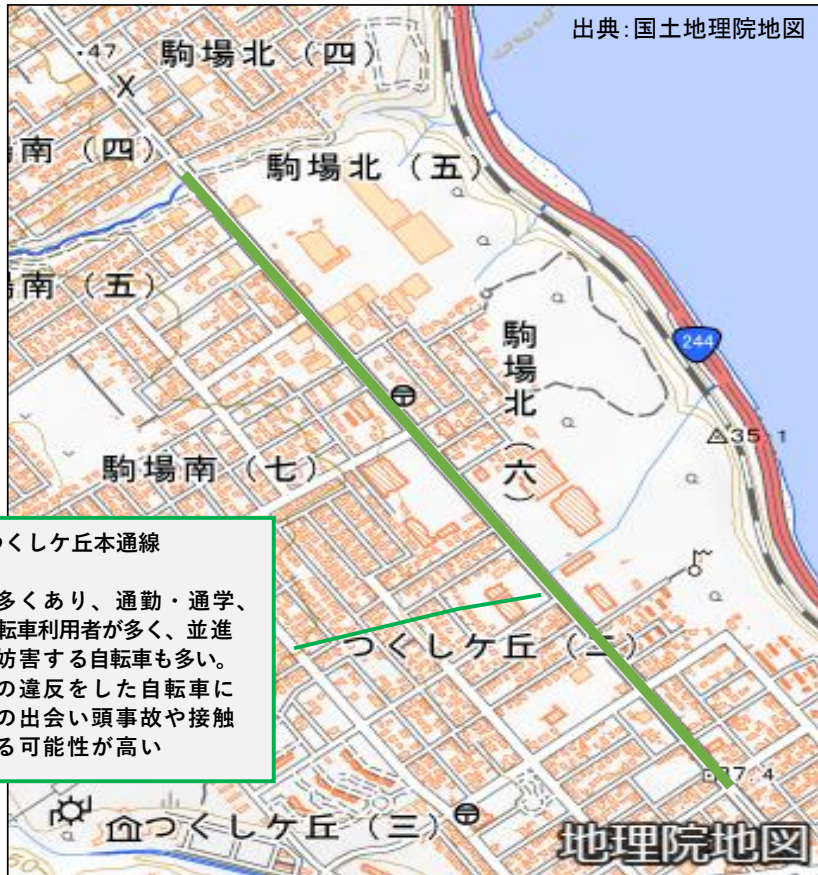 出典：国土地理院地図
・47
駒場北（四）
南（四）
駒場北（五）
南（五）
244
駒場北（六）
35.1
駒場南（七）
つくしケ丘本通線
多くあり、通勤・通学、
転車利用者が多く、並進
妨害する自転車も多い。
の違反をした自転車に
の出会い頭事故や接触
る可能性が高い
つくしケ丘（二）
37.4
つくしケ丘（三）
50
地理院地図